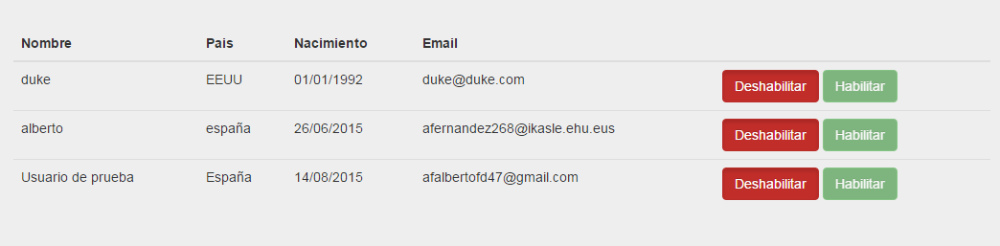 Nombre País Nacimiento Email
duke EEUU 01/01/1992 duke@duke.com Deshabilitar Habilitar
alberto españa 26/06/2015 afernandez268@ikasle.ehu.eus Deshabilitar Habilitar
Usuario de prueba España 14/08/2015 afalbertofd47@gmail.com Deshabilitar Habilitar